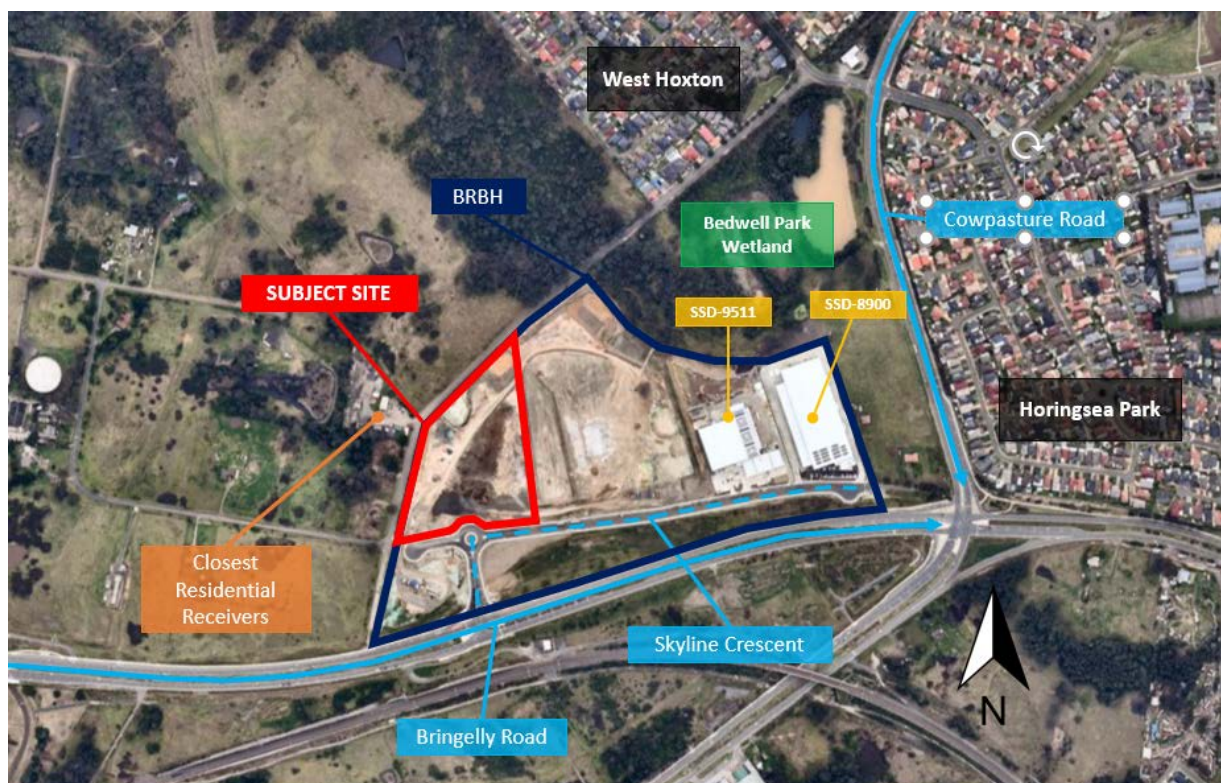 West Hoxton
BRBH
Cowpasture Road
Bedwell Park
Wetland
SUBJECT SITE
SSD-9511
SSD-8900
Horingsea Park
Closest
Residential
Receivers
Skyline Crescent
Bringelly Road
N